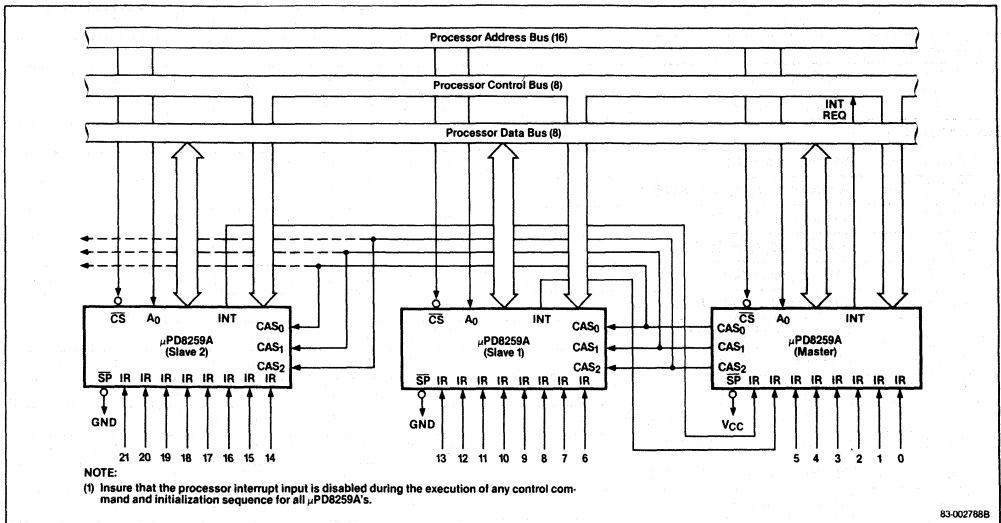 Processor Address Bus (16)
Processor Control Bus (8)
INT
REQ
Processor Data Bus (8)
CS A0 INT
µPD8259A
(Slave 2)
CAS0
CAS1
CAS2
SP IR IR IR IR IR IR IR IR
GND
21 20 19 18 17 16 15 14
CS A0 INT
µPD8259A
(Slave 1)
CAS0
CAS1
CAS2
SP IR IR IR IR IR IR IR IR
GND
13 12 11 10 9 8 7 6
CS A0 INT
CAS0
CAS1
CAS2
µPD8259A
(Master)
SP IR IR IR IR IR IR IR IR
VCC
5 4 3 2 1 0
NOTE:
(1) Insure that the processor interrupt input is disabled during the execution of any control com-
mand and initialization sequence for all µPD8259A's.
83-002788B